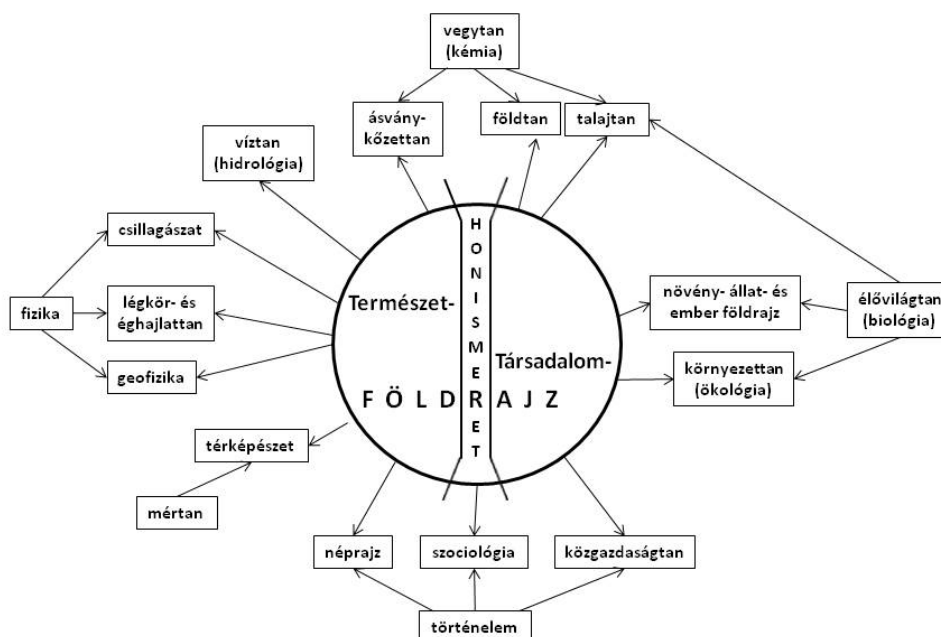 vegytan
(kémia)
ásvány-
kőzettan
földtan
talajtan
víztan
(hidrológia)
csillagászat
fizika
légkör- és
éghajlattan
geofizika
térképészet
mértan
Természet-
HONISMERET
Társadalom-
FÖLDRAJZ
növény- állat- és
ember földrajz
élővilágtan
(biológia)
környezettan
(ökológia)
néprajz
szociológia
közgazdaságtan
történelem